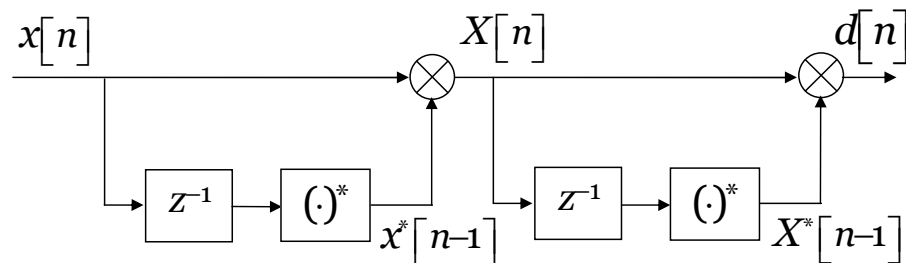 x[n]
X[n]
d[n]
z⁻¹
(·)*
x*[n−1]
z⁻¹
(·)*
X*[n−1]